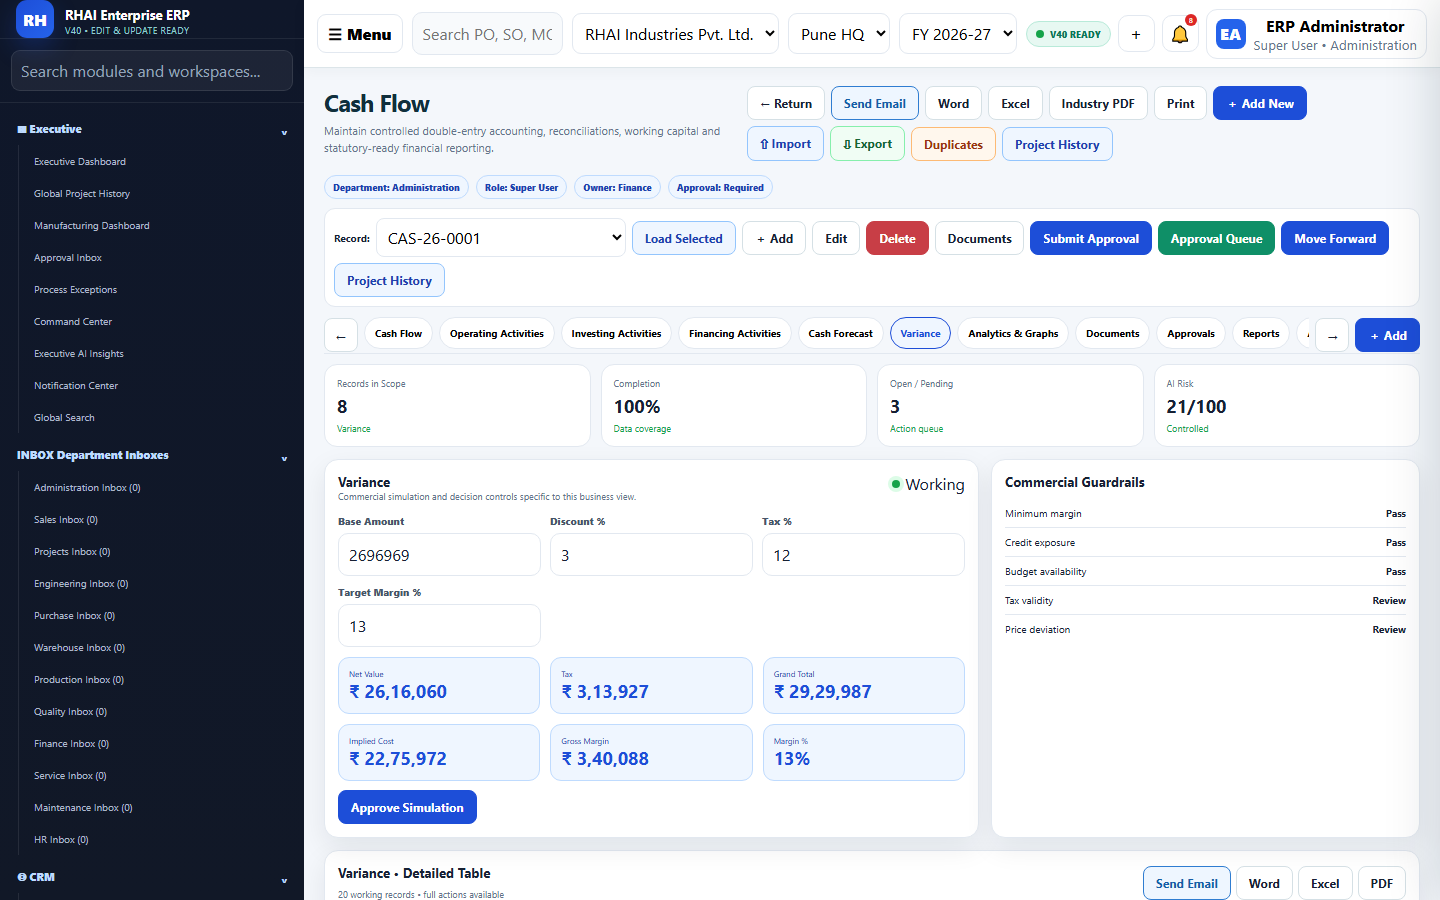 RH
RHAI Enterprise ERP
V40 • EDIT & UPDATE READY
Search modules and workspaces...
Executive
Executive Dashboard
Global Project History
Manufacturing Dashboard
Approval Inbox
Process Exceptions
Command Center
Executive AI Insights
Notification Center
Global Search
INBOX Department Inboxes
Administration Inbox (0)
Sales Inbox (0)
Projects Inbox (0)
Engineering Inbox (0)
Purchase Inbox (0)
Warehouse Inbox (0)
Production Inbox (0)
Quality Inbox (0)
Finance Inbox (0)
Service Inbox (0)
Maintenance Inbox (0)
HR Inbox (0)
CRM
☰ Menu
Search PO, SO, MO
RHAI Industries Pvt. Ltd.
Pune HQ
FY 2026-27
V40 READY
+
8
EA
ERP Administrator
Super User • Administration
Cash Flow
Maintain controlled double-entry accounting, reconciliations, working capital and
statutory-ready financial reporting.
← Return
Send Email
Word
Excel
Industry PDF
Print
+ Add New
⇧ Import
⇩ Export
Duplicates
Project History
Department: Administration
Role: Super User
Owner: Finance
Approval: Required
Record:
CAS-26-0001
Load Selected
+ Add
Edit
Delete
Documents
Submit Approval
Approval Queue
Move Forward
Project History
←
Cash Flow
Operating Activities
Investing Activities
Financing Activities
Cash Forecast
Variance
Analytics & Graphs
Documents
Approvals
Reports
→
+ Add
Records in Scope
8
Variance
Completion
100%
Data coverage
Open / Pending
3
Action queue
AI Risk
21/100
Controlled
Variance
Commercial simulation and decision controls specific to this business view.
Working
Base Amount
2696969
Discount %
3
Tax %
12
Target Margin %
13
Net Value
₹ 26,16,060
Tax
₹ 3,13,927
Grand Total
₹ 29,29,987
Implied Cost
₹ 22,75,972
Gross Margin
₹ 3,40,088
Margin %
13%
Approve Simulation
Commercial Guardrails
Minimum margin Pass
Credit exposure Pass
Budget availability Pass
Tax validity Review
Price deviation Review
Variance • Detailed Table
20 working records • full actions available
Send Email
Word
Excel
PDF